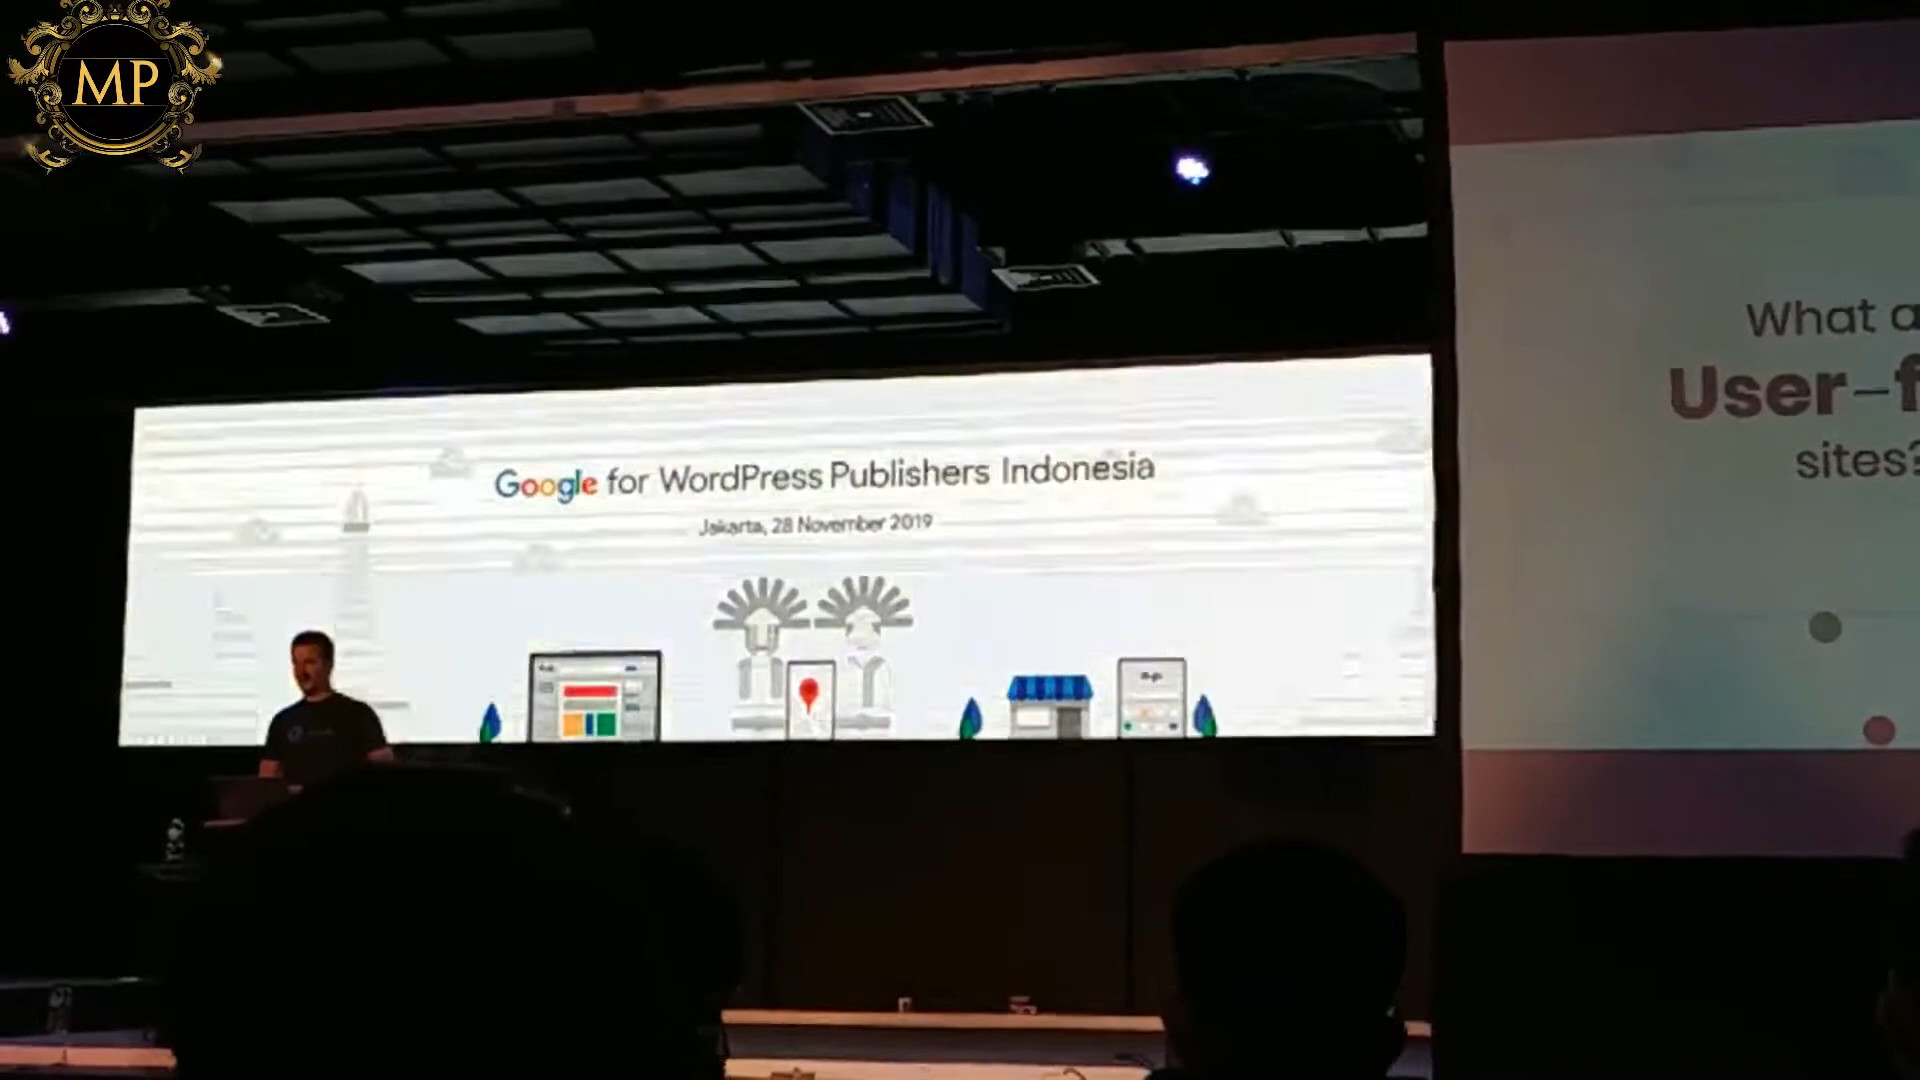 MP
Google for WordPress Publishers Indonesia
Jakarta, 28 November 2019
What a
User-f
sites?